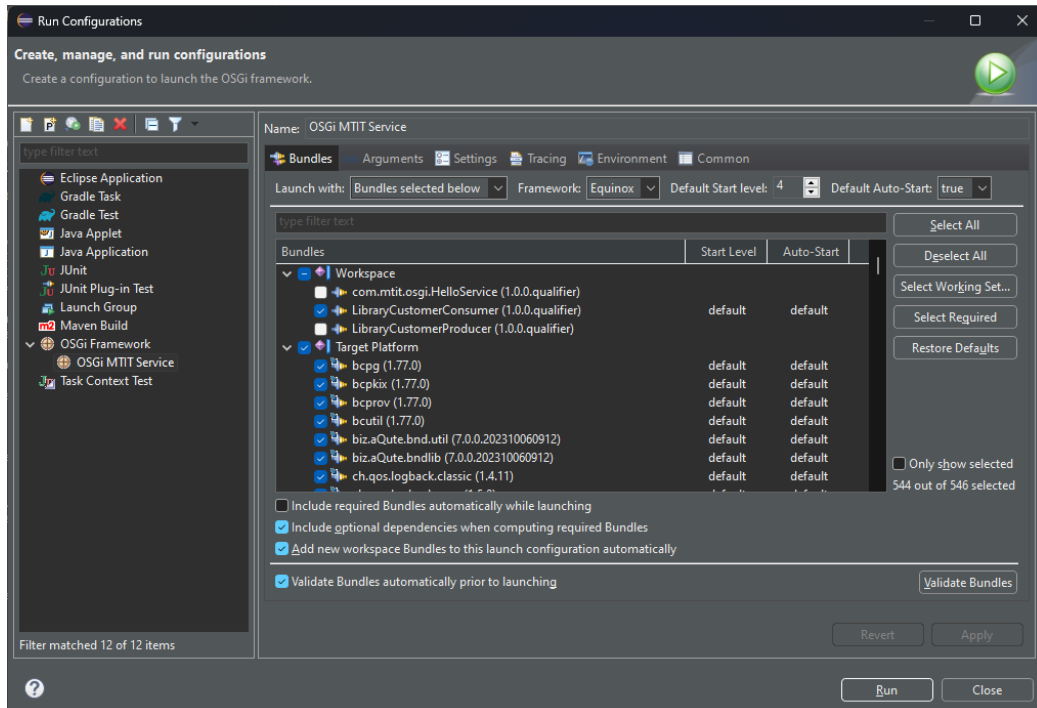 Run Configurations
Create, manage, and run configurations
Create a configuration to launch the OSGi framework.
type filter text
Eclipse Application
Gradle Task
Gradle Test
Java Applet
Java Application
JUnit
JUnit Plug-in Test
Launch Group
Maven Build
OSGi Framework
OSGi MTIT Service
Task Context Test
Filter matched 12 of 12 items
Name: OSGi MTIT Service
Bundles Arguments Settings Tracing Environment Common
Launch with: Bundles selected below Framework: Equinox Default Start level: 4 Default Auto-Start: true
type filter text
Bundles Start Level Auto-Start
Workspace
com.mtit.osgi.HelloService (1.0.0.qualifier)
LibraryCustomerConsumer (1.0.0.qualifier) default default
LibraryCustomerProducer (1.0.0.qualifier)
Target Platform
bcpg (1.77.0) default default
bcpkix (1.77.0) default default
bcprov (1.77.0) default default
bcutil (1.77.0) default default
biz.aQute.bnd.util (7.0.0.202310060912) default default
biz.aQute.bndlib (7.0.0.202310060912) default default
ch.qos.logback.classic (1.4.11) default default
Select All
Deselect All
Select Working Set...
Select Required
Restore Defaults
Only show selected
544 out of 546 selected
Include required Bundles automatically while launching
Include optional dependencies when computing required Bundles
Add new workspace Bundles to this launch configuration automatically
Validate Bundles automatically prior to launching
Validate Bundles
Revert Apply
Run Close